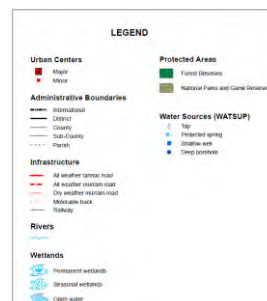 LEGEND
Urban Centers
Major
Minor
Administrative Boundaries
International
District
County
Sub-County
Parish
Infrastructure
All weather tarmac road
All weather murram road
Dry weather murram road
Motorable track
Railway
Rivers
Wetlands
Permanent wetlands
Seasonal wetlands
Open water
Protected Areas
Forest Reserves
National Parks and Game Reserves
Water Sources (WATSUP)
Tap
Protected spring
Shallow well
Deep borehole